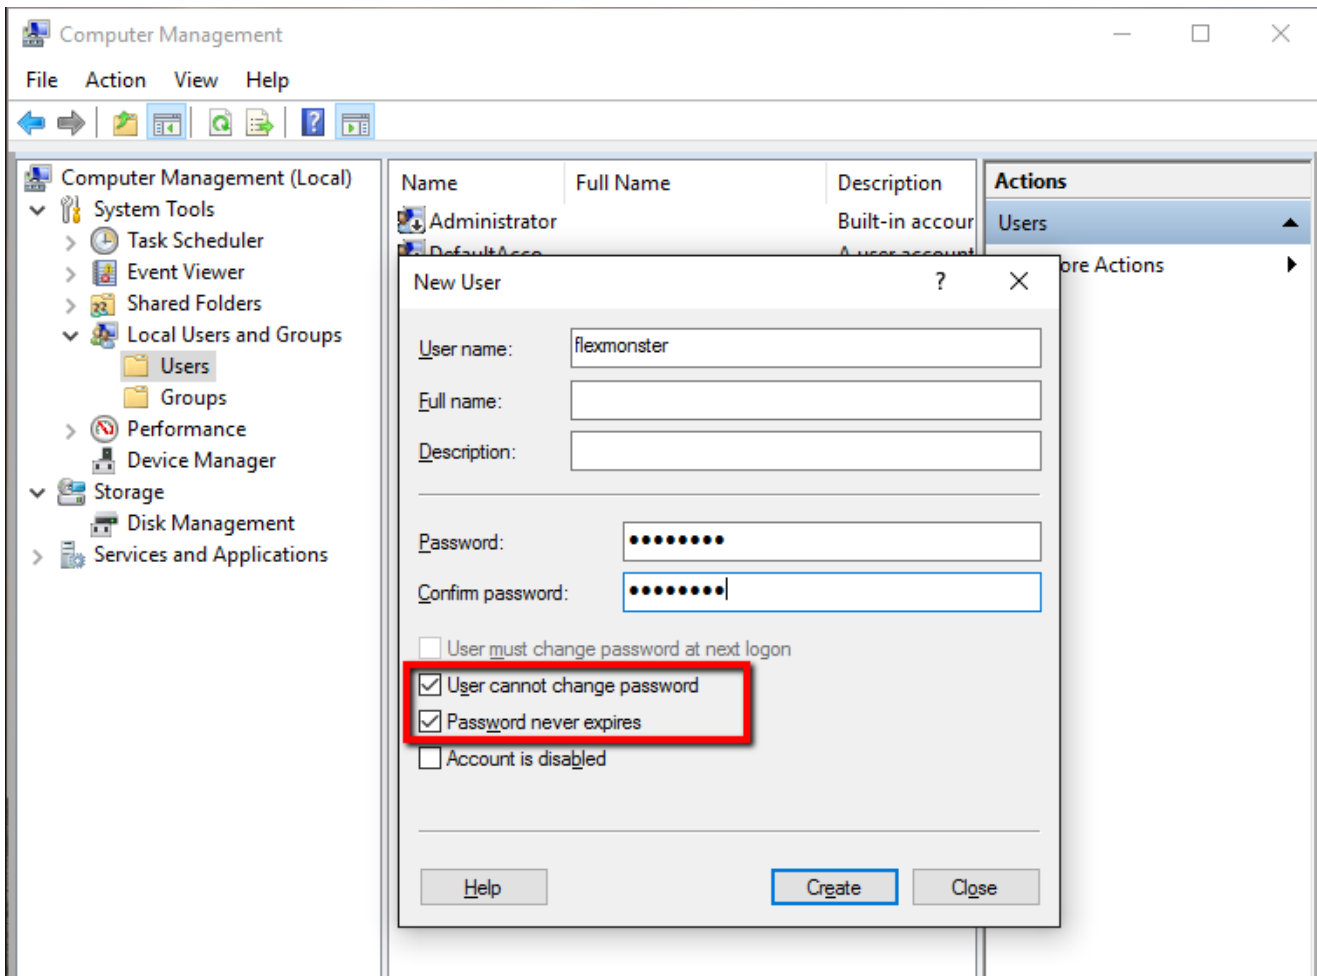 Computer Management
File Action View Help
Computer Management (Local)
System Tools
Task Scheduler
Event Viewer
Shared Folders
Local Users and Groups
Users
Groups
Performance
Device Manager
Storage
Disk Management
Services and Applications
Name Full Name Description
Administrator Built-in accour
DefaultAcco A user account
Actions
Users
ore Actions
New User
?
User name: flexmonster
Full name:
Description:
Password: ••••••••
Confirm password: ••••••••
User must change password at next logon
User cannot change password
Password never expires
Account is disabled
Help Create Close